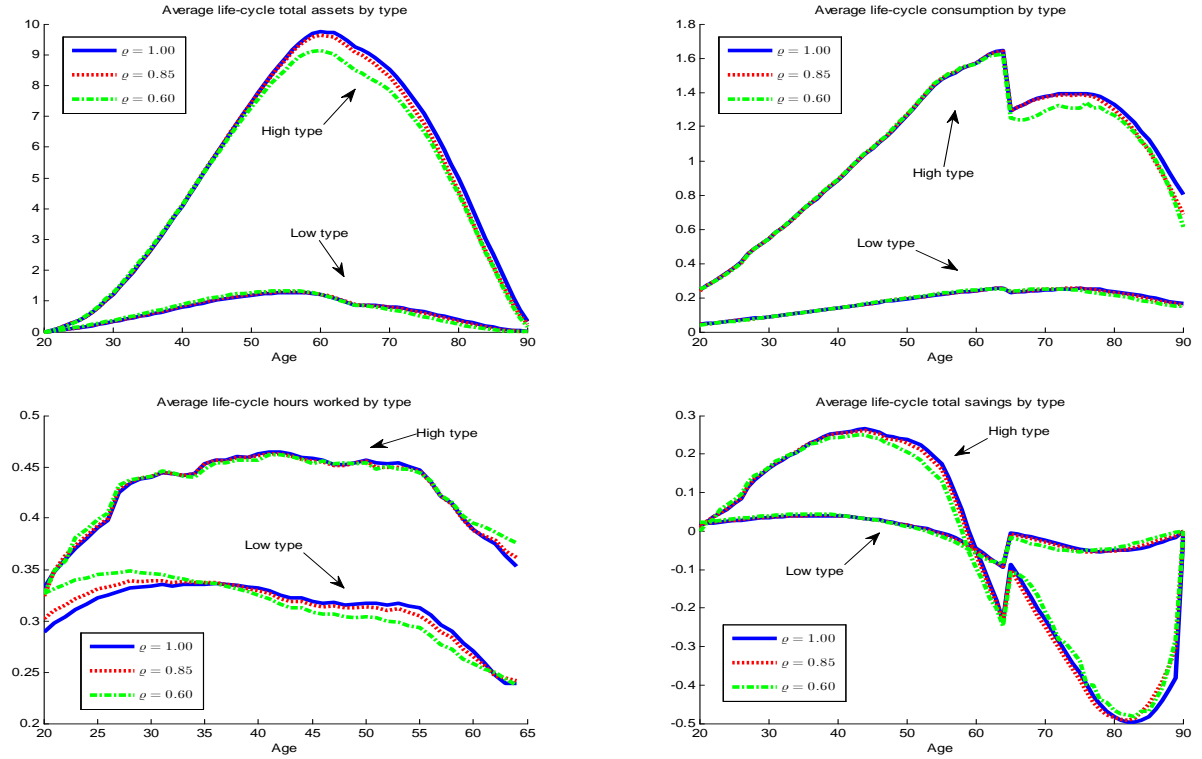 Average life-cycle total assets by type
10
9
8
7
6
5
4
3
2
1
0
ϱ = 1.00
ϱ = 0.85
ϱ = 0.60
High type
Low type
20 30 40 50 60 70 80 90
Age
Average life-cycle consumption by type
1.8
1.6
1.4
1.2
1
0.8
0.6
0.4
0.2
0
ϱ = 1.00
ϱ = 0.85
ϱ = 0.60
High type
Low type
20 30 40 50 60 70 80 90
Age
Average life-cycle hours worked by type
0.5
0.45
0.4
0.35
0.3
0.25
0.2
High type
Low type
ϱ = 1.00
ϱ = 0.85
ϱ = 0.60
20 25 30 35 40 45 50 55 60 65
Age
Average life-cycle total savings by type
0.3
0.2
0.1
0
-0.1
-0.2
-0.3
-0.4
-0.5
High type
Low type
ϱ = 1.00
ϱ = 0.85
ϱ = 0.60
20 30 40 50 60 70 80 90
Age